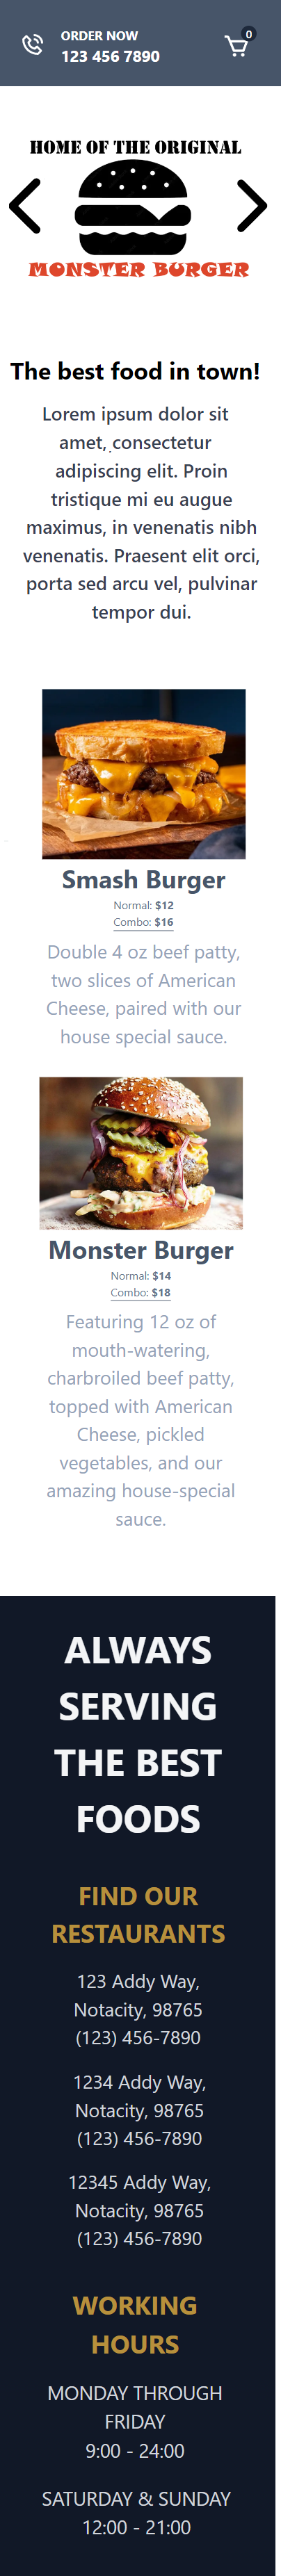 ORDER NOW
123 456 7890
0
HOME OF THE ORIGINAL
MONSTER BURGER
The best food in town!
Lorem ipsum dolor sit
amet, consectetur
adipiscing elit. Proin
tristique mi eu augue
maximus, in venenatis nibh
venenatis. Praesent elit orci,
porta sed arcu vel, pulvinar
tempor dui.
Smash Burger
Normal: $12
Combo: $16
Double 4 oz beef patty,
two slices of American
Cheese, paired with our
house special sauce.
Monster Burger
Normal: $14
Combo: $18
Featuring 12 oz of
mouth-watering,
charbroiled beef patty,
topped with American
Cheese, pickled
vegetables, and our
amazing house-special
sauce.
ALWAYS
SERVING
THE BEST
FOODS
FIND OUR
RESTAURANTS
123 Addy Way,
Notacity, 98765
(123) 456-7890
1234 Addy Way,
Notacity, 98765
(123) 456-7890
12345 Addy Way,
Notacity, 98765
(123) 456-7890
WORKING
HOURS
MONDAY THROUGH
FRIDAY
9:00 - 24:00
SATURDAY & SUNDAY
12:00 - 21:00